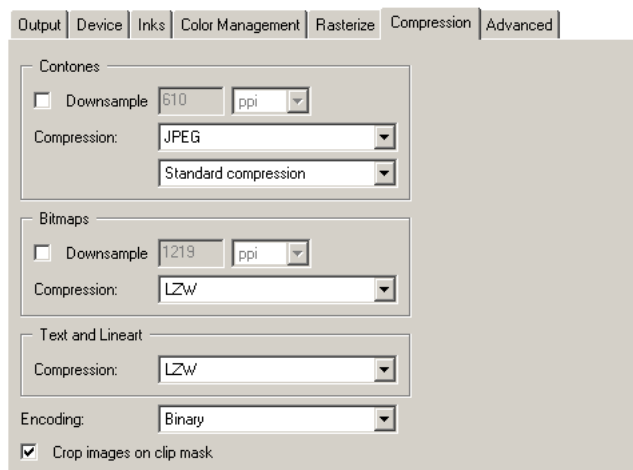 Output Device Inks Color Management Rasterize Compression Advanced
Contones
Downsample 610 ppi
Compression: JPEG
Standard compression
Bitmaps
Downsample 1219 ppi
Compression: LZW
Text and Lineart
Compression: LZW
Encoding: Binary
Crop images on clip mask